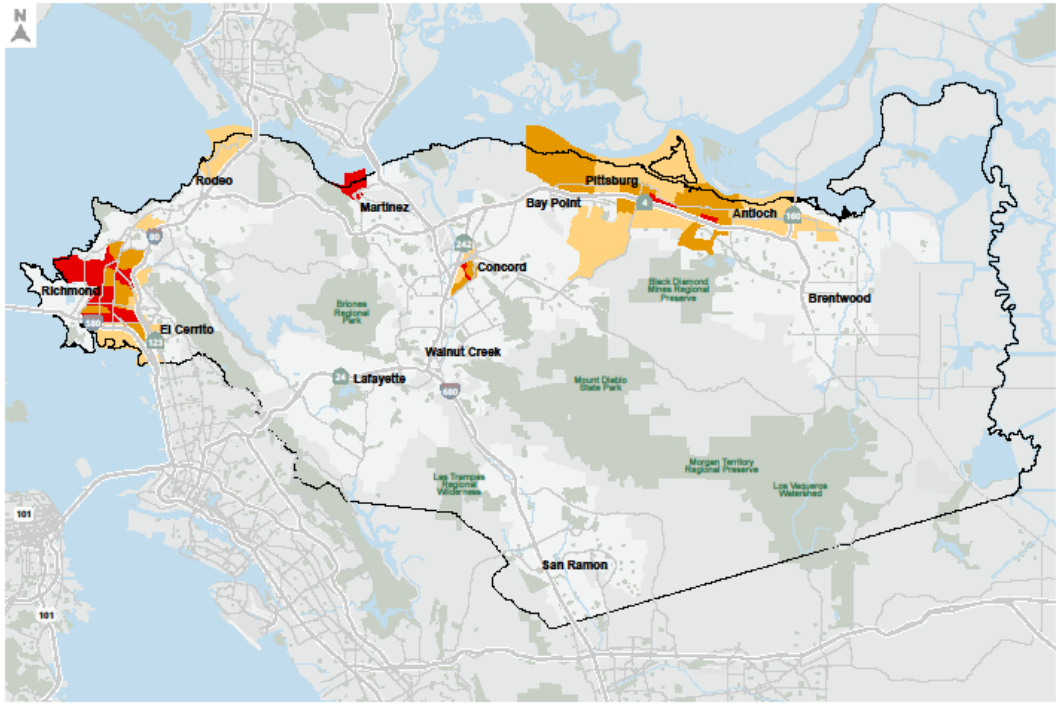 N
Rodeo
Pittsburg
Martinez
Bay Point
4
Antioch
160
80
242
Concord
Richmond
Black Diamond
Mines Regional
Preserve
Briones
Regional
Park
Brentwood
580
El Cerrito
123
Walnut Creek
24
Lafayette
Mount Diablo
State Park
680
Morgan Territory
Regional Preserve
Las Trampas
Regional
Wilderness
Los Vaqueros
Watershed
101
San Ramon
101